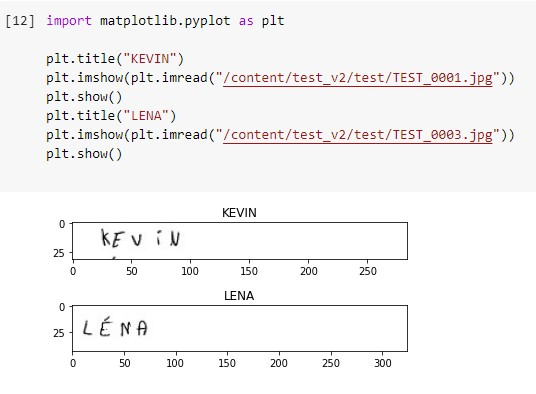 [12] import matplotlib.pyplot as plt
plt.title("KEVIN")
plt.imshow(plt.imread("/content/test_v2/test/TEST_0001.jpg"))
plt.show()
plt.title("LENA")
plt.imshow(plt.imread("/content/test_v2/test/TEST_0003.jpg"))
plt.show()
KEVIN
0
KEViN
25
0 50 100 150 200 250
LENA
0
25 LÉNA
0 50 100 150 200 250 300